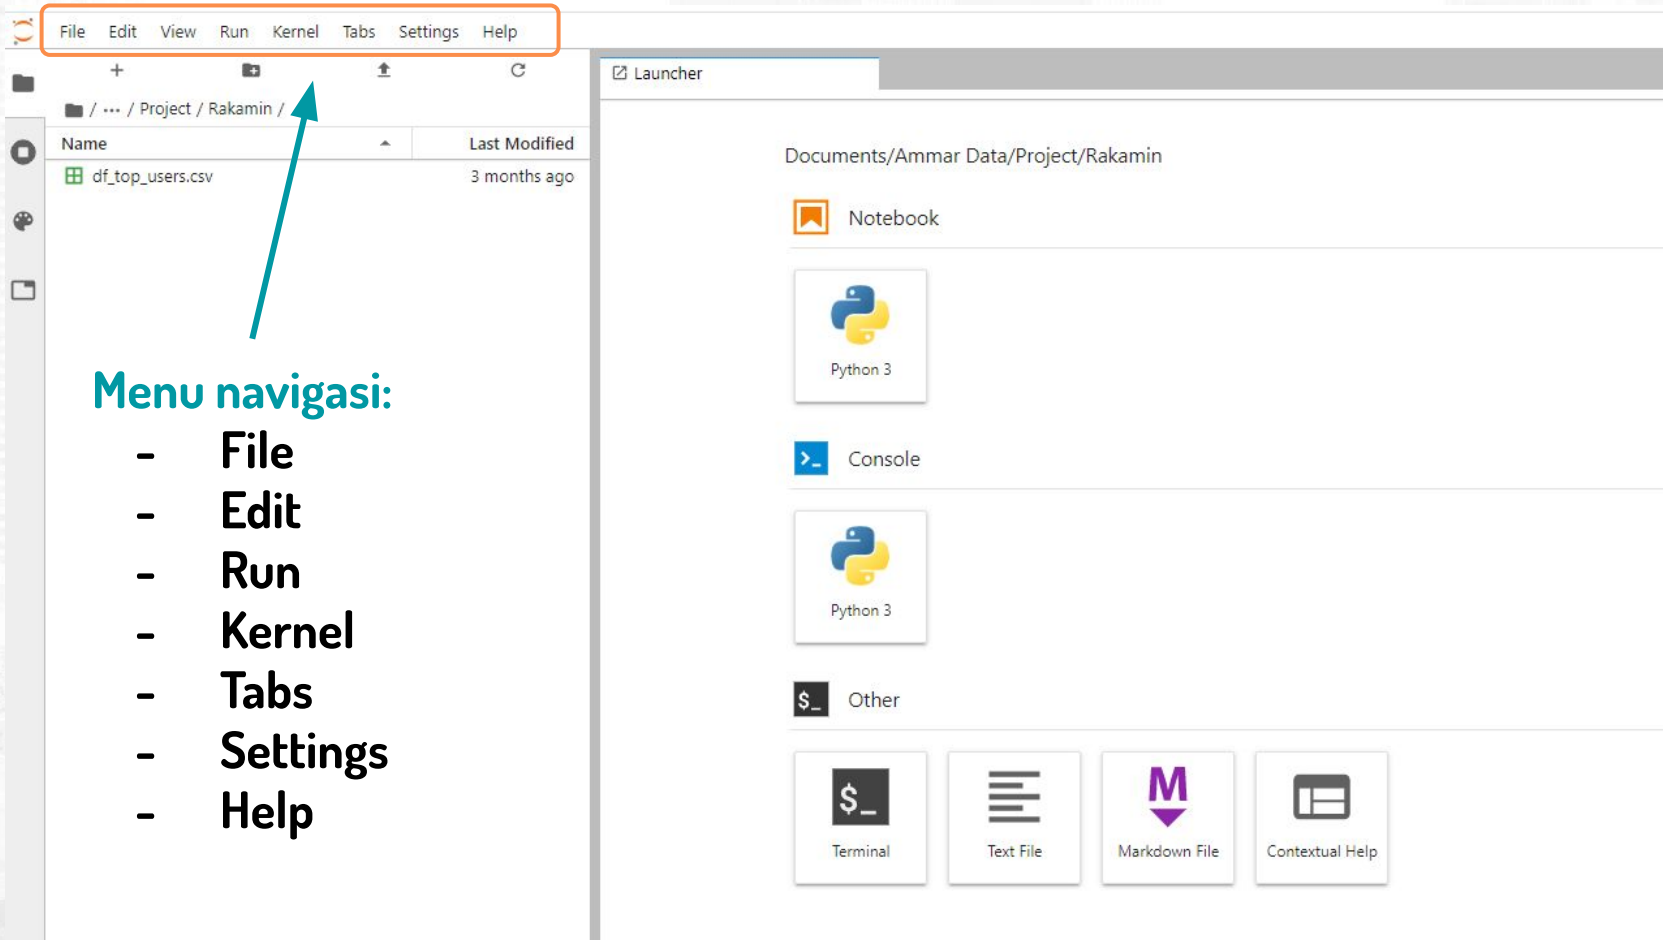 File Edit View Run Kernel Tabs Settings Help
/ ··· / Project / Rakamin /
Name Last Modified
df_top_users.csv 3 months ago
Menu navigasi:
- File
- Edit
- Run
- Kernel
- Tabs
- Settings
- Help
Launcher
Documents/Ammar Data/Project/Rakamin
Notebook
Python 3
>_ Console
Python 3
$_ Other
$_
M
Terminal Text File Markdown File Contextual Help